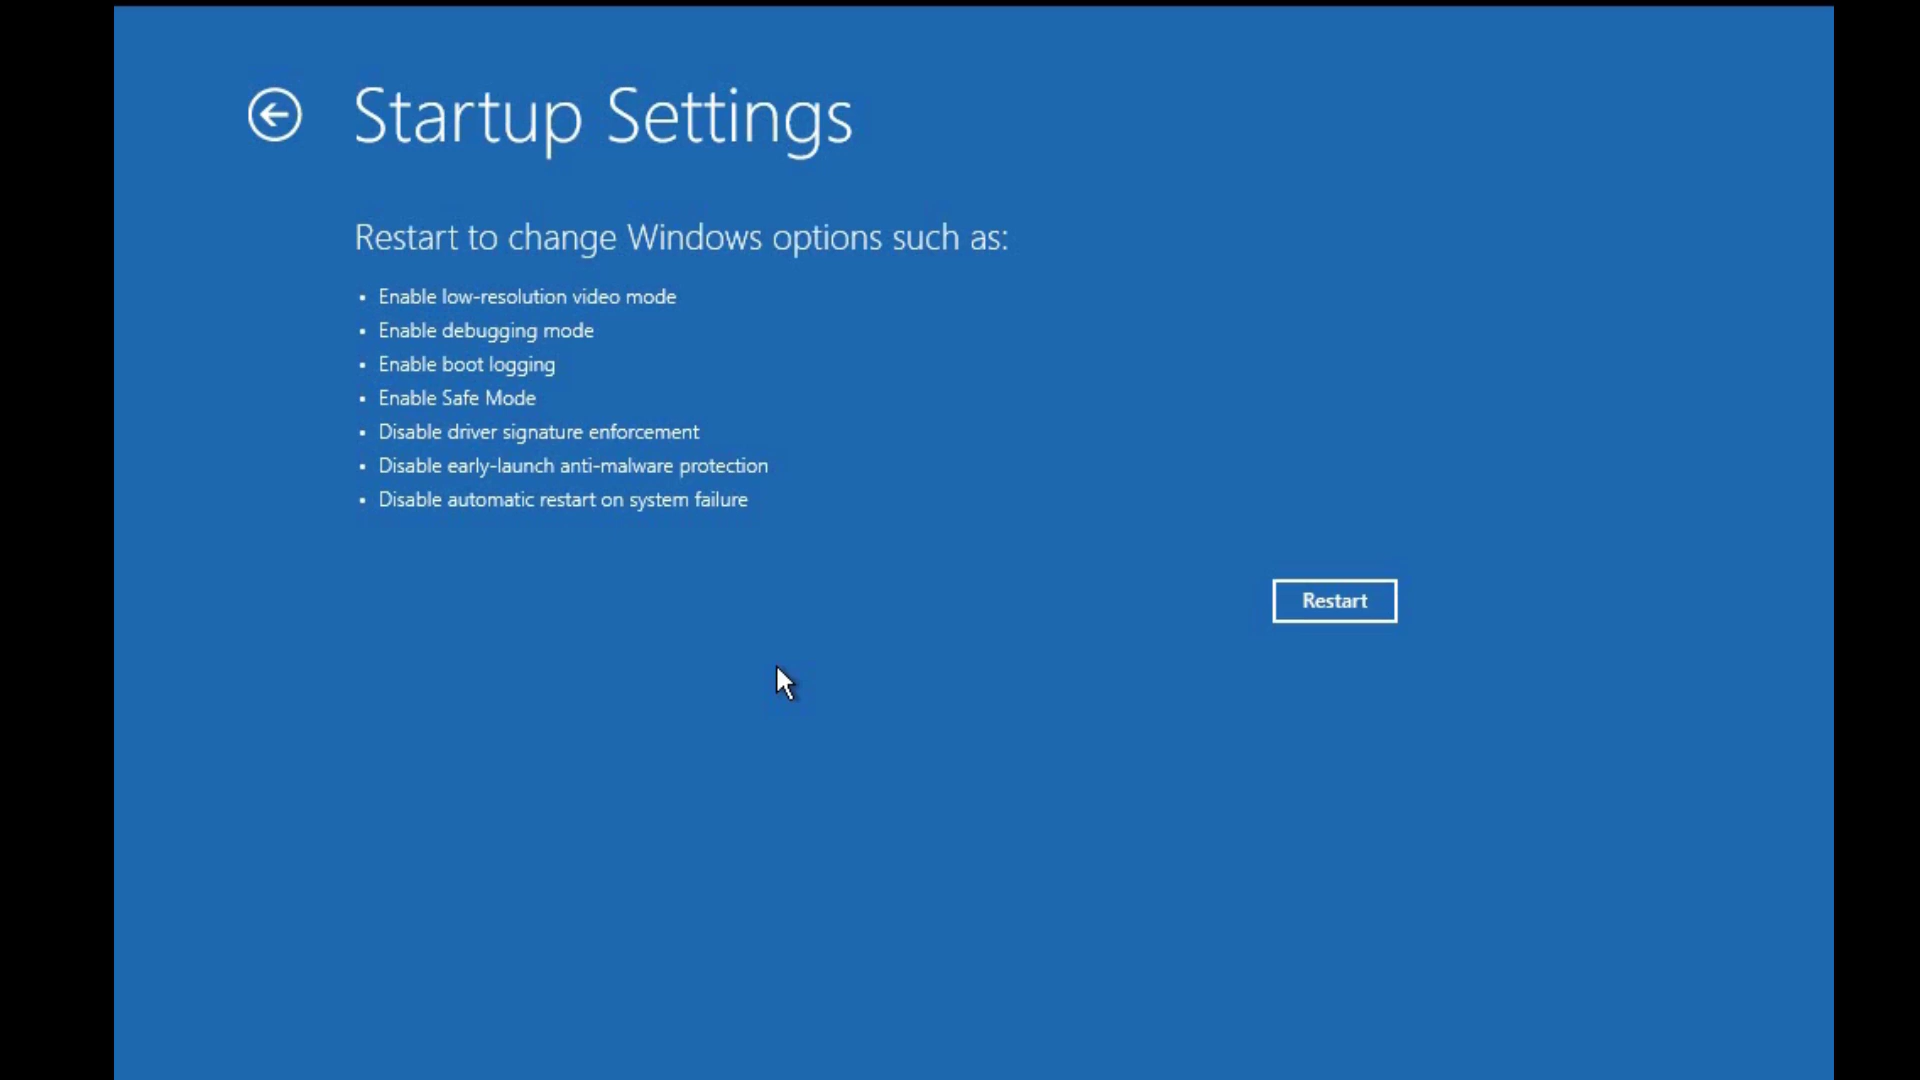 Startup Settings
Restart to change Windows options such as:
• Enable low-resolution video mode
• Enable debugging mode
• Enable boot logging
• Enable Safe Mode
• Disable driver signature enforcement
• Disable early-launch anti-malware protection
• Disable automatic restart on system failure
Restart